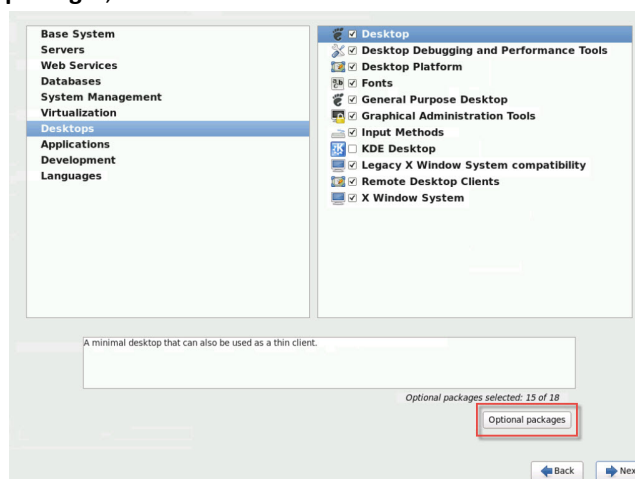 Base System
Servers
Web Services
Databases
System Management
Virtualization
Desktops
Applications
Development
Languages
Desktop
Desktop Debugging and Performance Tools
Desktop Platform
Fonts
General Purpose Desktop
Graphical Administration Tools
Input Methods
KDE Desktop
Legacy X Window System compatibility
Remote Desktop Clients
X Window System
A minimal desktop that can also be used as a thin client.
Optional packages selected: 15 of 18
Optional packages
Back
Nex